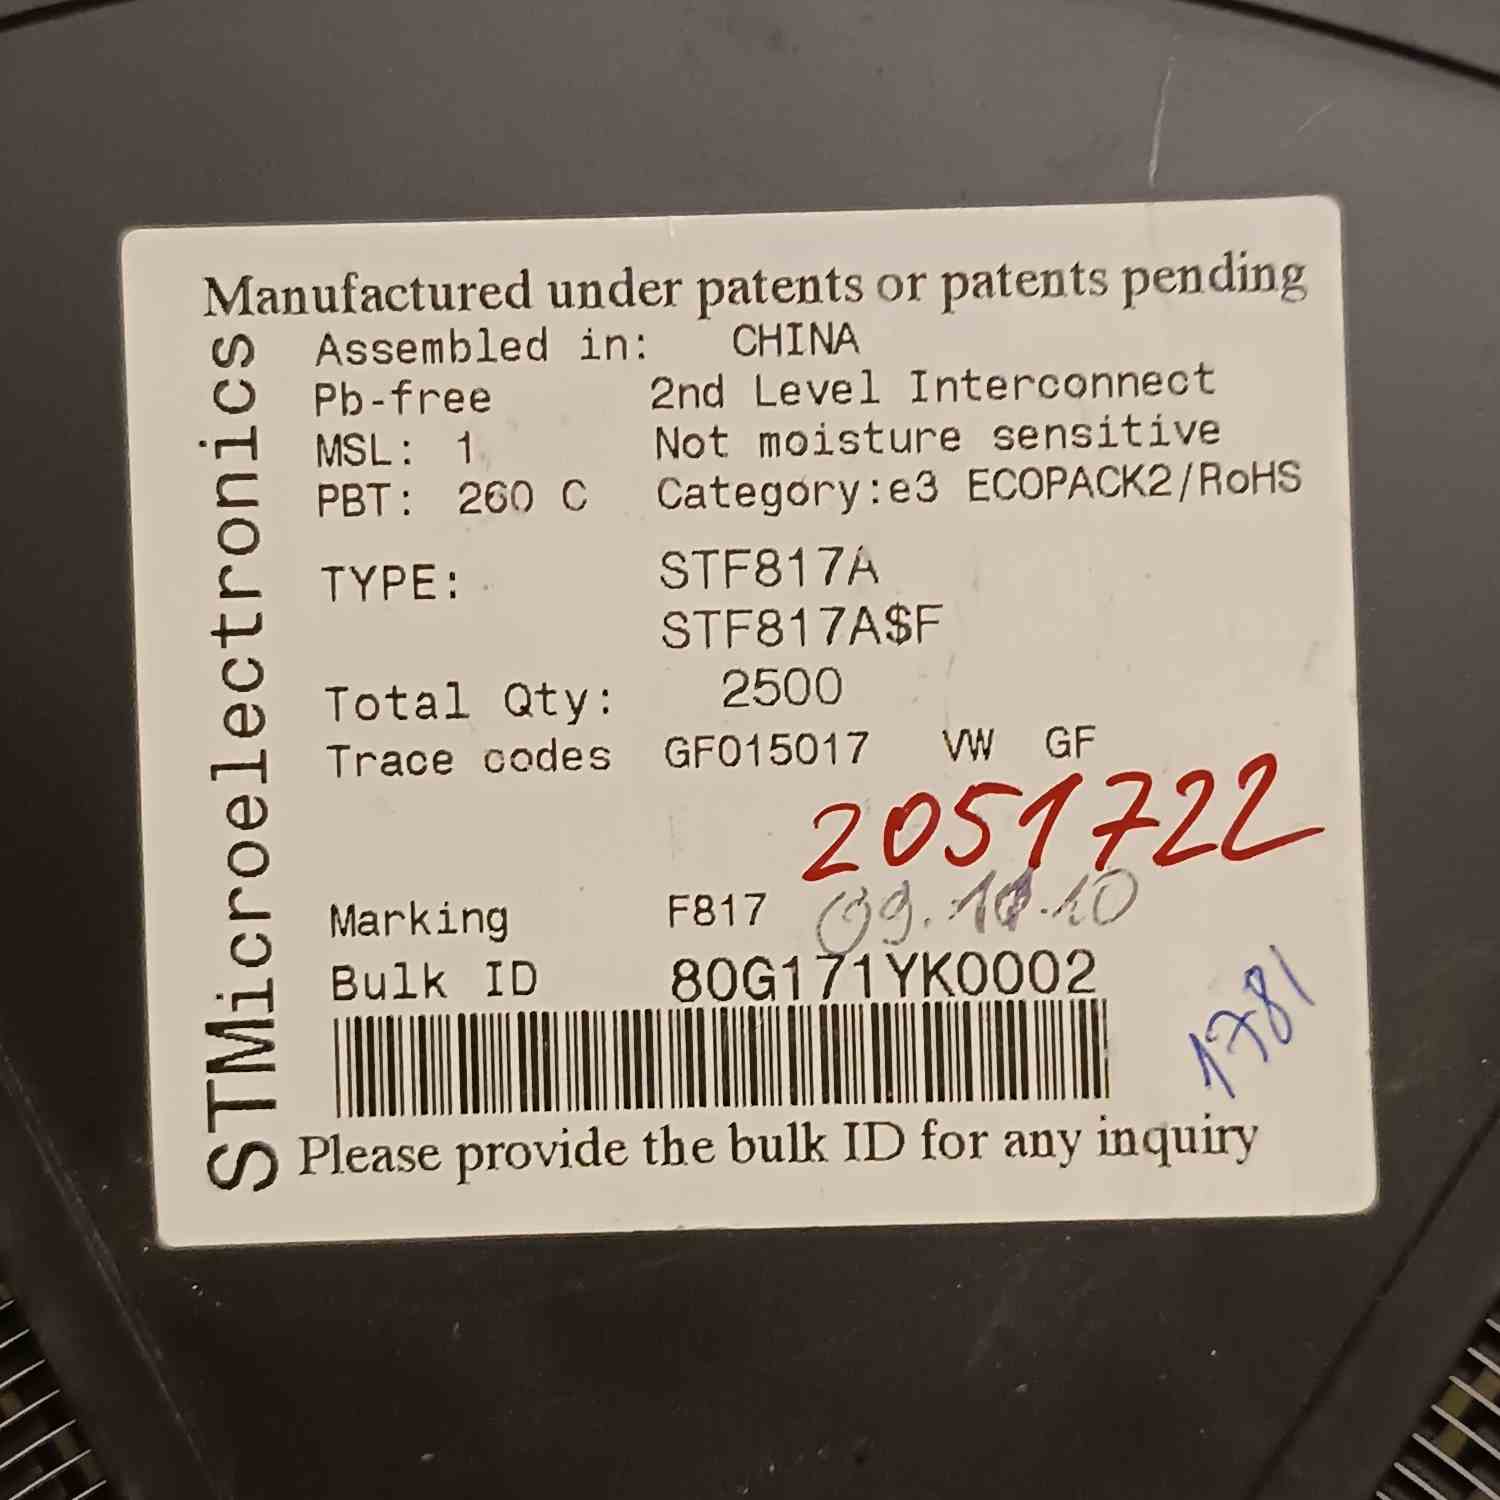 Manufactured under patents or patents pending
STMicroelectronics
Assembled in: CHINA
Pb-free 2nd Level Interconnect
MSL: 1 Not moisture sensitive
PBT: 260 C Category:e3 ECOPACK2/RoHS
TYPE: STF817A
STF817A$F
Total Qty: 2500
Trace codes GF015017 VW GF
2051722
Marking F817
Bulk ID 80G171YK0002
1781
Please provide the bulk ID for any inquiry